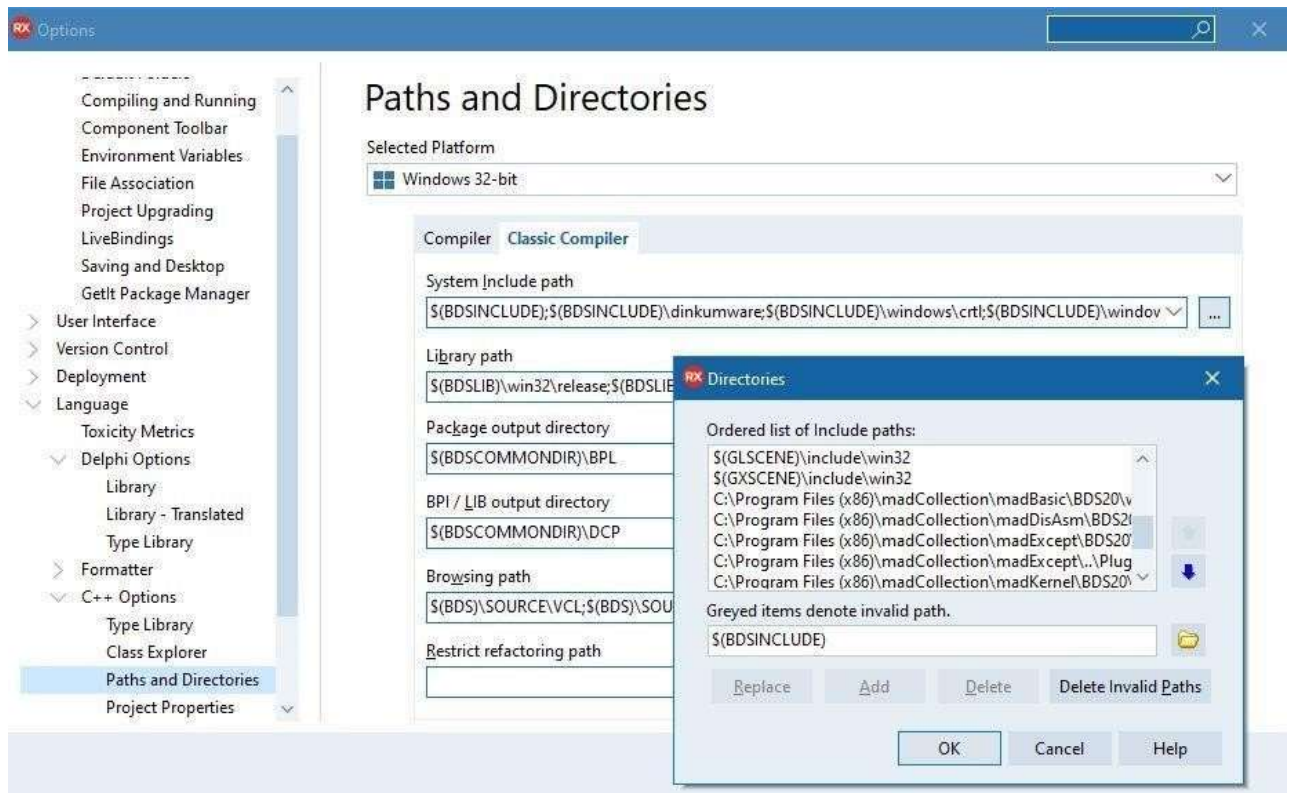 RX Options
Compiling and Running
Component Toolbar
Environment Variables
File Association
Project Upgrading
LiveBindings
Saving and Desktop
GetIt Package Manager
User Interface
Version Control
Deployment
Language
Toxicity Metrics
Delphi Options
Library
Library - Translated
Type Library
Formatter
C++ Options
Type Library
Class Explorer
Paths and Directories
Project Properties
Paths and Directories
Selected Platform
Windows 32-bit
Compiler Classic Compiler
System Include path
$(BDSINCLUDE);$(BDSINCLUDE)\dinkumware;$(BDSINCLUDE)\windows\crtl;$(BDSINCLUDE)\windov
...
Library path
$(BDSLIB)\win32\release;$(BDSLIE
Package output directory
$(BDSCOMMONDIR)\BPL
BPI / LIB output directory
$(BDSCOMMONDIR)\DCP
Browsing path
$(BDS)\SOURCE\VCL;$(BDS)\SOU
Restrict refactoring path
RX Directories
Ordered list of Include paths:
$(GLSCENE)\include\win32
$(GXSCENE)\include\win32
C:\Program Files (x86)\madCollection\madBasic\BDS20\v
C:\Program Files (x86)\madCollection\madDisAsm\BDS2
C:\Program Files (x86)\madCollection\madExcept\BDS20
C:\Program Files (x86)\madCollection\madExcept\..\Plug
C:\Program Files (x86)\madCollection\madKernel\BDS20\
Greyed items denote invalid path.
$(BDSINCLUDE)
Replace Add Delete Delete Invalid Paths
OK Cancel Help